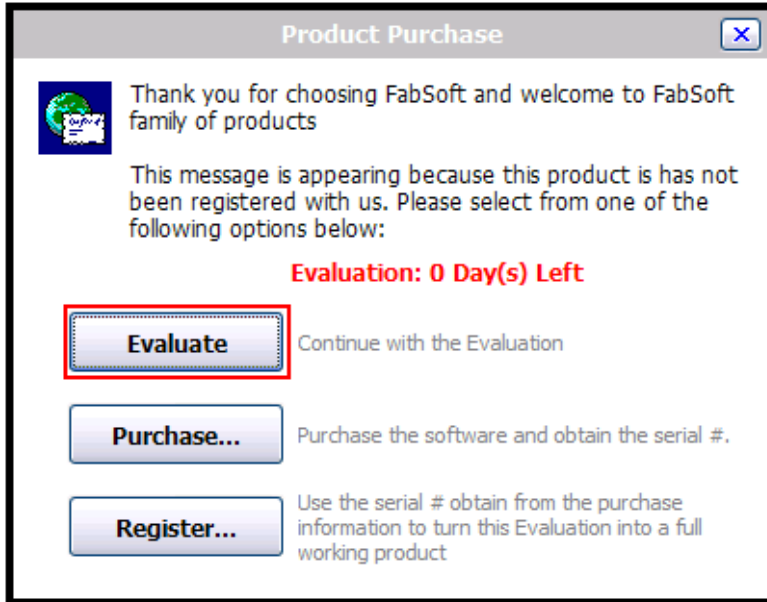 Product Purchase
Thank you for choosing FabSoft and welcome to FabSoft
family of products
This message is appearing because this product is has not
been registered with us. Please select from one of the
following options below:
Evaluation: 0 Day(s) Left
Evaluate
Continue with the Evaluation
Purchase...
Purchase the software and obtain the serial #.
Register...
Use the serial # obtain from the purchase
information to turn this Evaluation into a full
working product